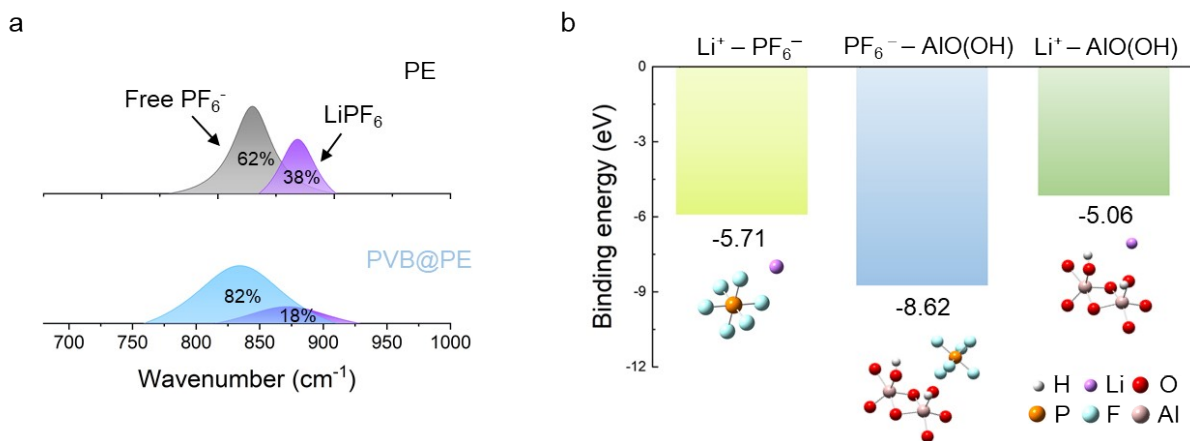 a
PE
Free PF₆⁻
LiPF₆
62%
38%
PVB@PE
82%
18%
700 750 800 850 900 950 1000
Wavenumber (cm⁻¹)
b
Li⁺ – PF₆⁻ PF₆⁻ – AlO(OH) Li⁺ – AlO(OH)
0
-3
-6
-9
-12
Binding energy (eV)
-5.71
-8.62
-5.06
H Li O
P F Al